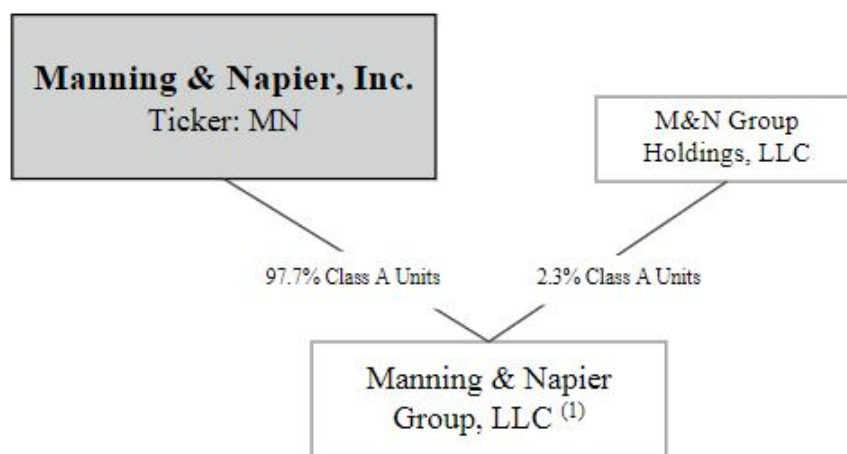 Manning & Napier, Inc.
Ticker: MN
M&N Group
Holdings, LLC
97.7% Class A Units
2.3% Class A Units
Manning & Napier
Group, LLC (1)